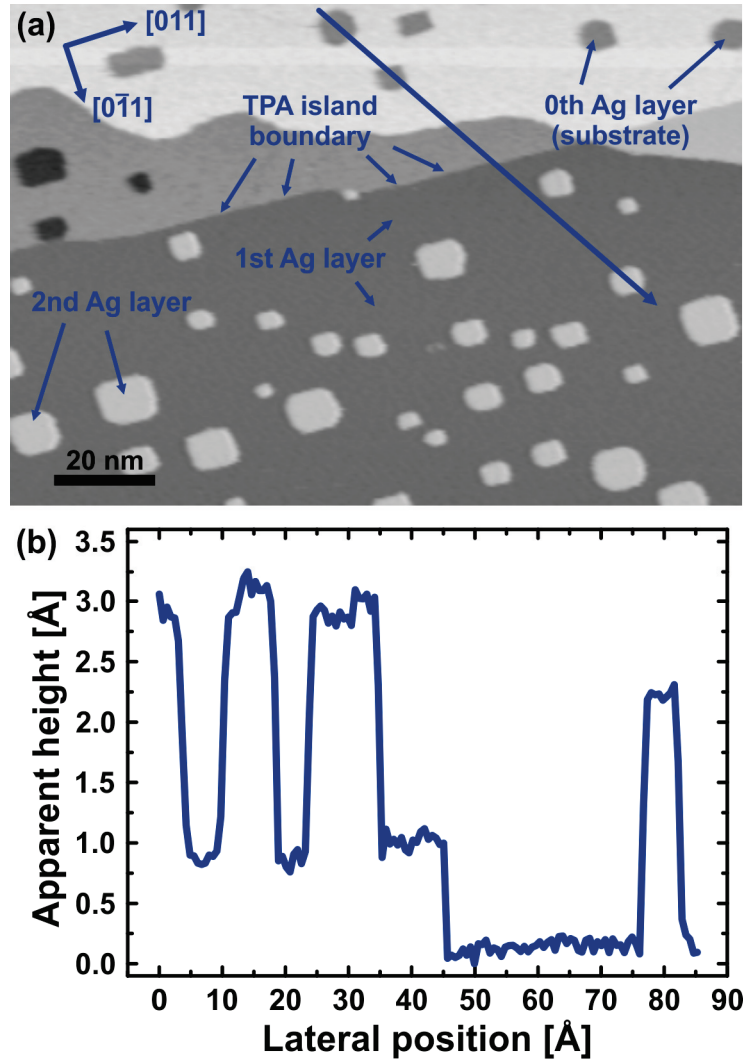 (a)
[011]
[01̅1]
TPA island
boundary
0th Ag layer
(substrate)
1st Ag layer
2nd Ag layer
20 nm
(b)
3.5
3.0
2.5
2.0
1.5
1.0
0.5
0.0
Apparent height [Å]
0 10 20 30 40 50 60 70 80 90
Lateral position [Å]